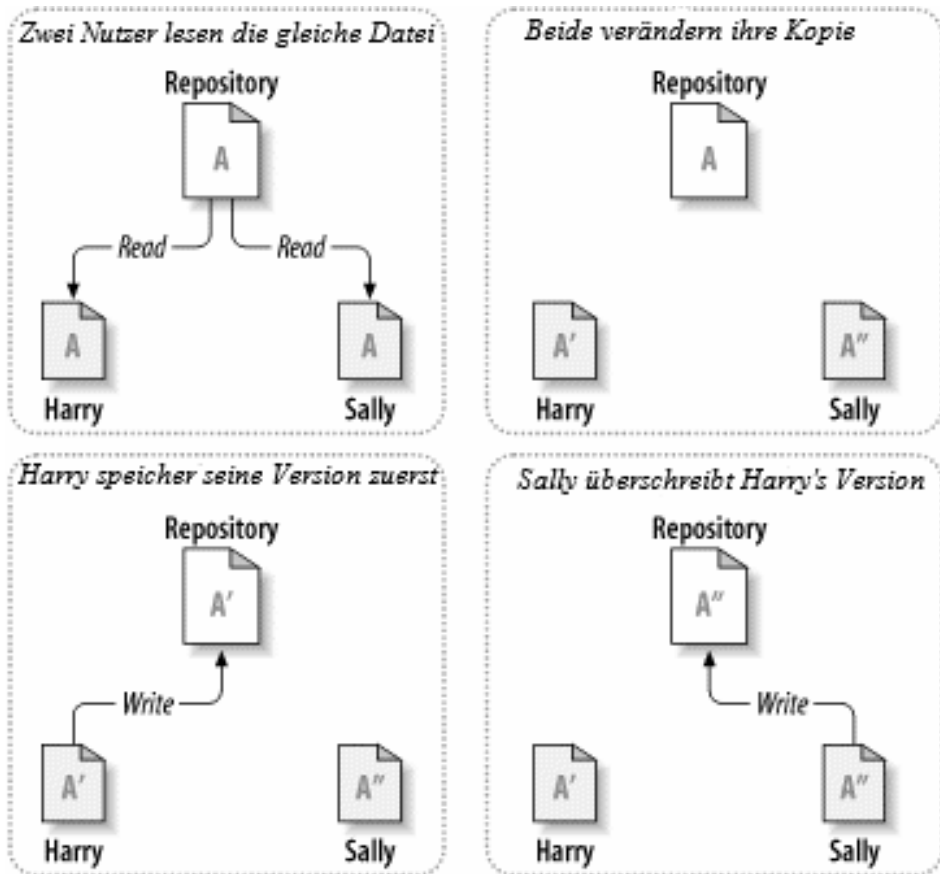 Zwei Nutzer lesen die gleiche Datei
Repository
A
Read
Read
A
A
Harry
Sally
Beide verändern ihre Kopie
Repository
A
A'
A"
Harry
Sally
Harry speicher seine Version zuerst
Repository
A'
Write
A'
A"
Harry
Sally
Sally überschreibt Harry's Version
Repository
A"
Write
A'
A"
Harry
Sally